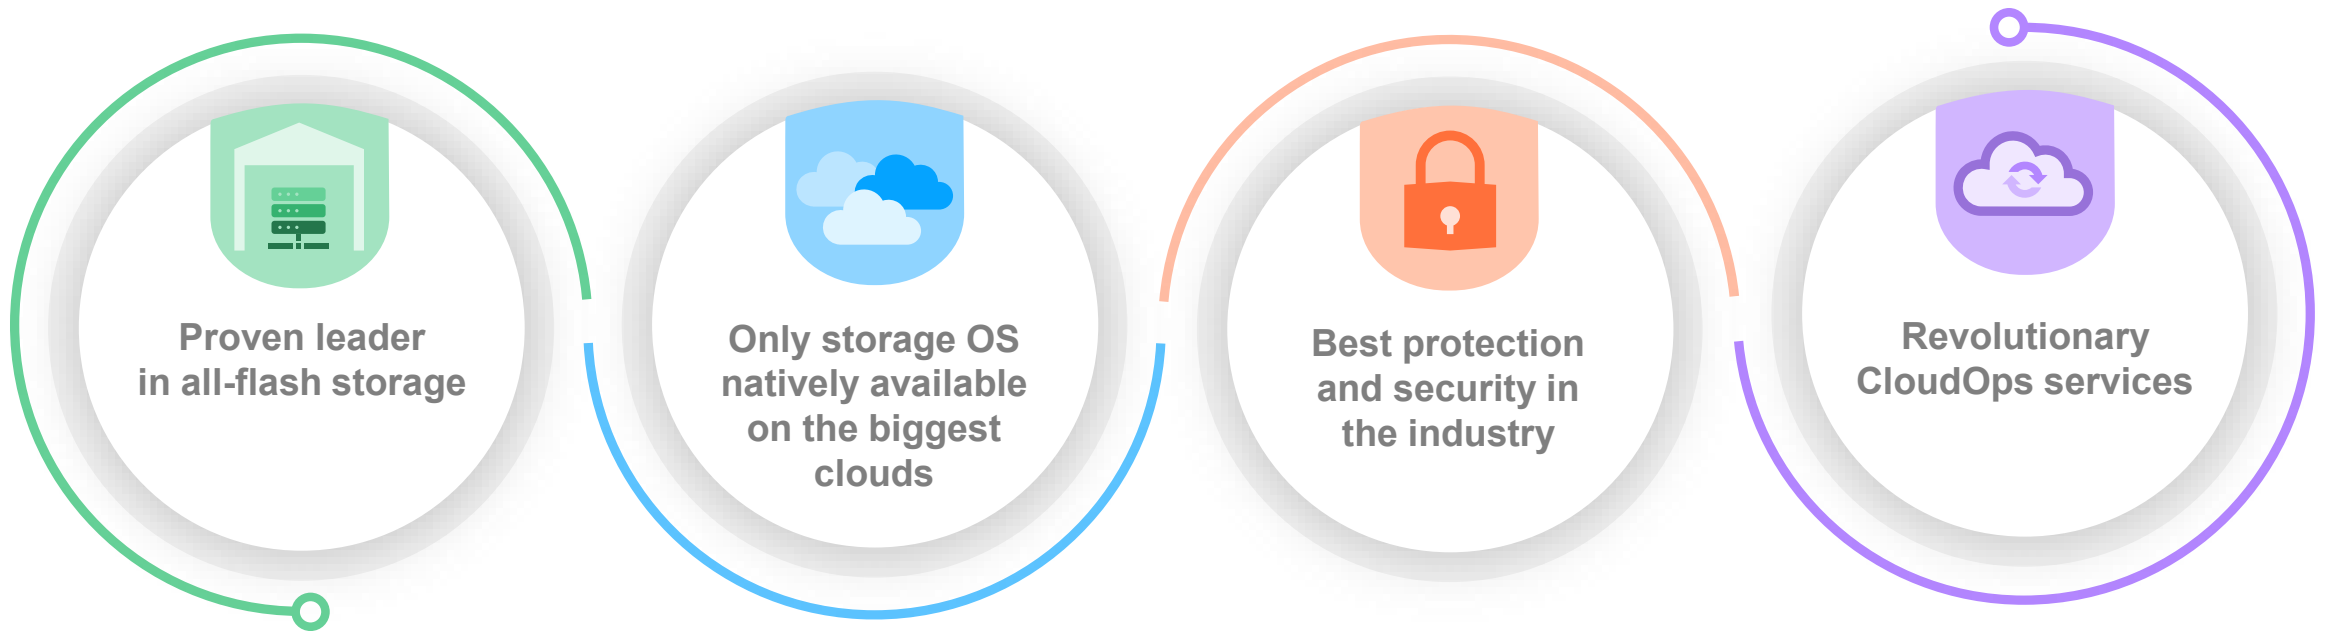 Proven leader
in all-flash storage
Only storage OS
natively available
on the biggest
clouds
Best protection
and security in
the industry
Revolutionary
CloudOps services